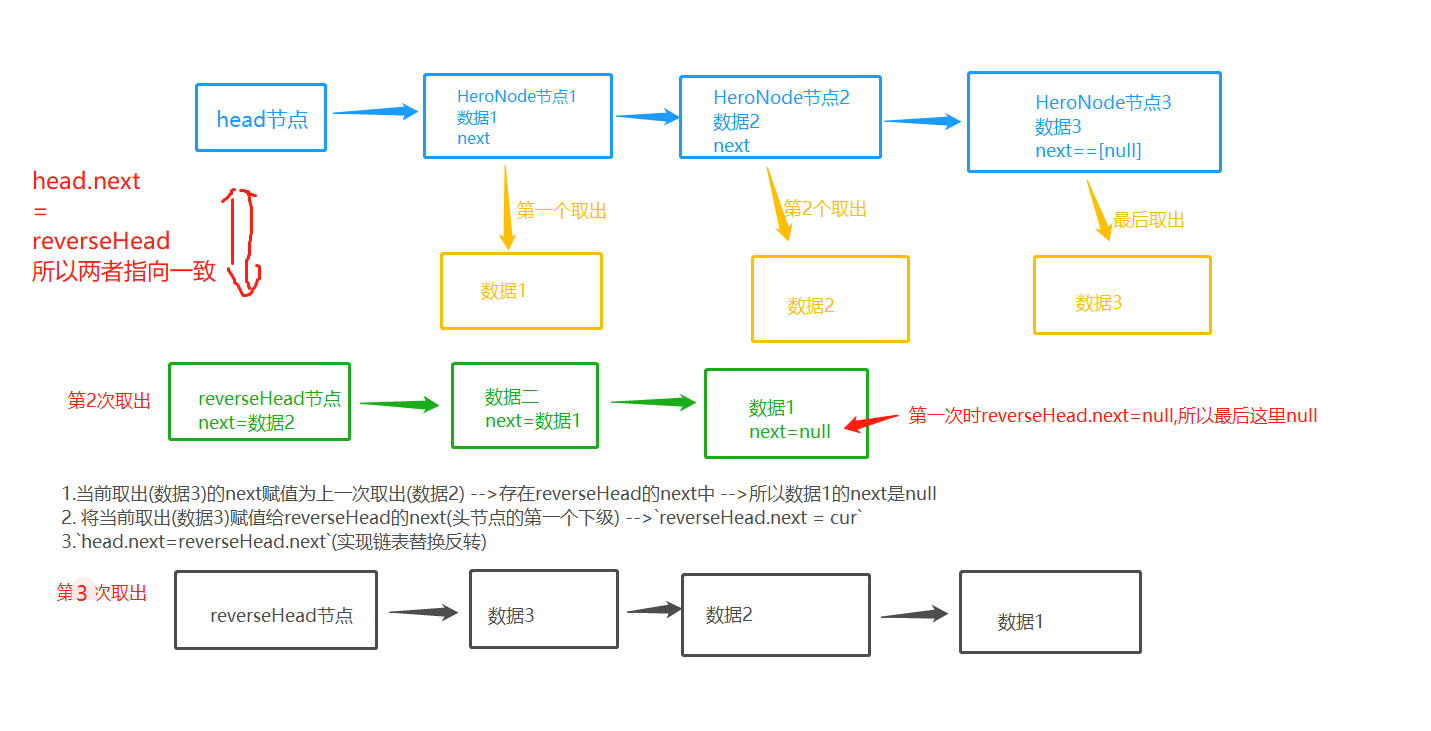 head节点
HeroNode节点1
数据1
next
HeroNode节点2
数据2
next
HeroNode节点3
数据3
next==[null]
head.next
=
reverseHead
所以两者指向一致
第一个取出
第2个取出
最后取出
数据1
数据2
数据3
第2次取出
reverseHead节点
next=数据2
数据二
next=数据1
数据1
next=null
第一次时reverseHead.next=null,所以最后这里null
1.当前取出(数据3)的next赋值为上一次取出(数据2) -->存在reverseHead的next中 -->所以数据1的next是null
2. 将当前取出(数据3)赋值给reverseHead的next(头节点的第一个下级) -->`reverseHead.next = cur`
3.`head.next=reverseHead.next`(实现链表替换反转)
第3次取出
reverseHead节点
数据3
数据2
数据1